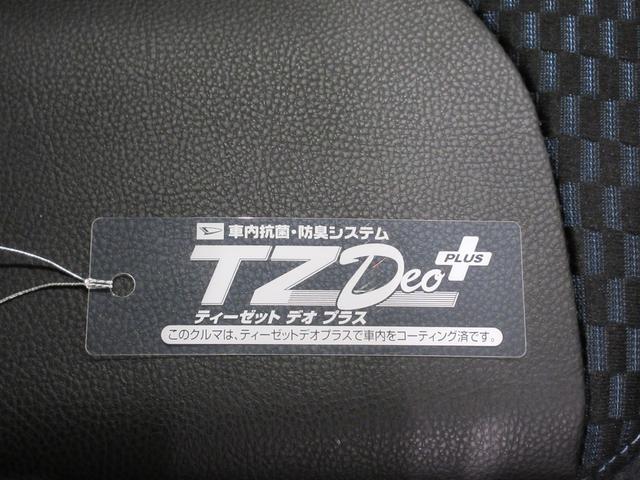 車内抗菌・防臭システム
TZ Deo PLUS
ティーゼット デオ プラス
このクルマは、ティーゼットデオプラスで車内をコーティング済です。